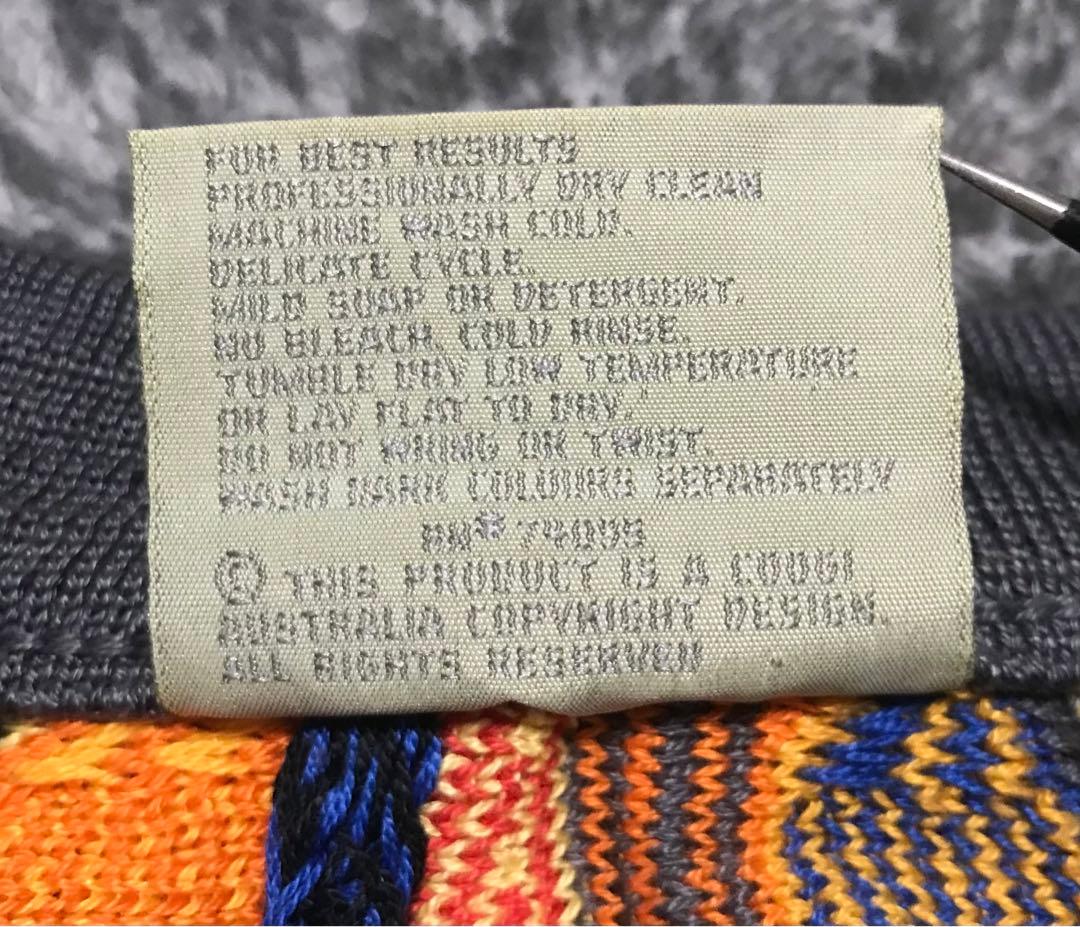 FOR BEST RESULTS
PROFESSIONALLY DRY CLEAN
MACHINE WASH COLD.
DELICATE CYCLE.
MILD SOAP OR DETERGENT.
NO BLEACH. COLD RINSE.
TUMBLE DRY LOW TEMPERATURE
OR LAY FLAT TO DRY.
DO NOT WRING OR TWIST.
WASH DARK COLOURS SEPARATELY
RN# 74005
© THIS PRODUCT IS A COOGI
AUSTRALIA COPYRIGHT DESIGN.
ALL RIGHTS RESERVED